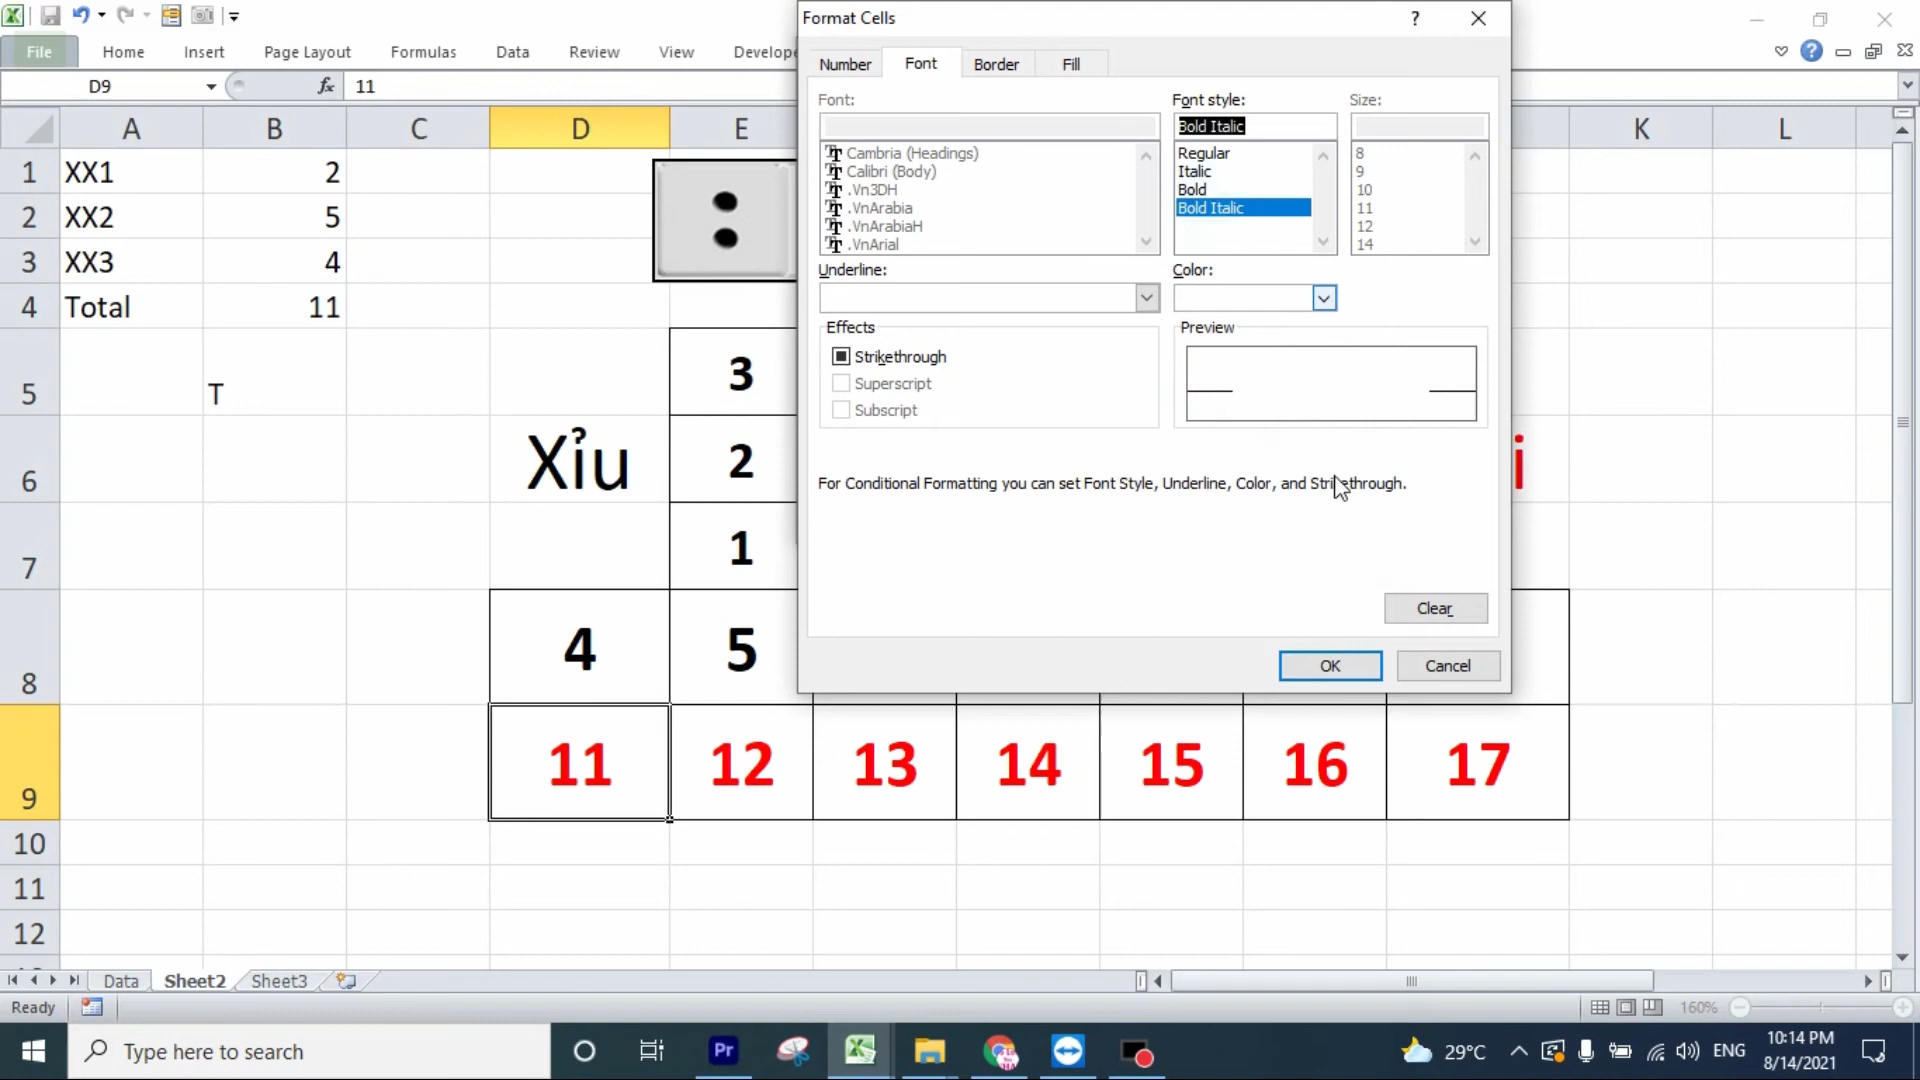 Format Cells
?
File Home Insert Page Layout Formulas Data Review View Develope
D9 fx 11
Number Font Border Fill
Font: Font style: Size:
Bold Italic
Cambria (Headings) Regular 8
Calibri (Body) Italic 9
.Vn3DH Bold 10
.VnArabia Bold Italic 11
.VnArabiaH 12
.VnArial 14
Underline: Color:
Effects Preview
Strikethrough
Superscript
Subscript
For Conditional Formatting you can set Font Style, Underline, Color, and Strikethrough.
Clear
OK Cancel
A B C D E K L
1 XX1 2
2 XX2 5
3 XX3 4
4 Total 11
5 T 3
6 Xỉu 2 i
7 1
8 4 5
9 11 12 13 14 15 16 17
10
11
12
Data Sheet2 Sheet3
Ready 160%
Type here to search Pr 29°C ENG 10:14 PM
8/14/2021